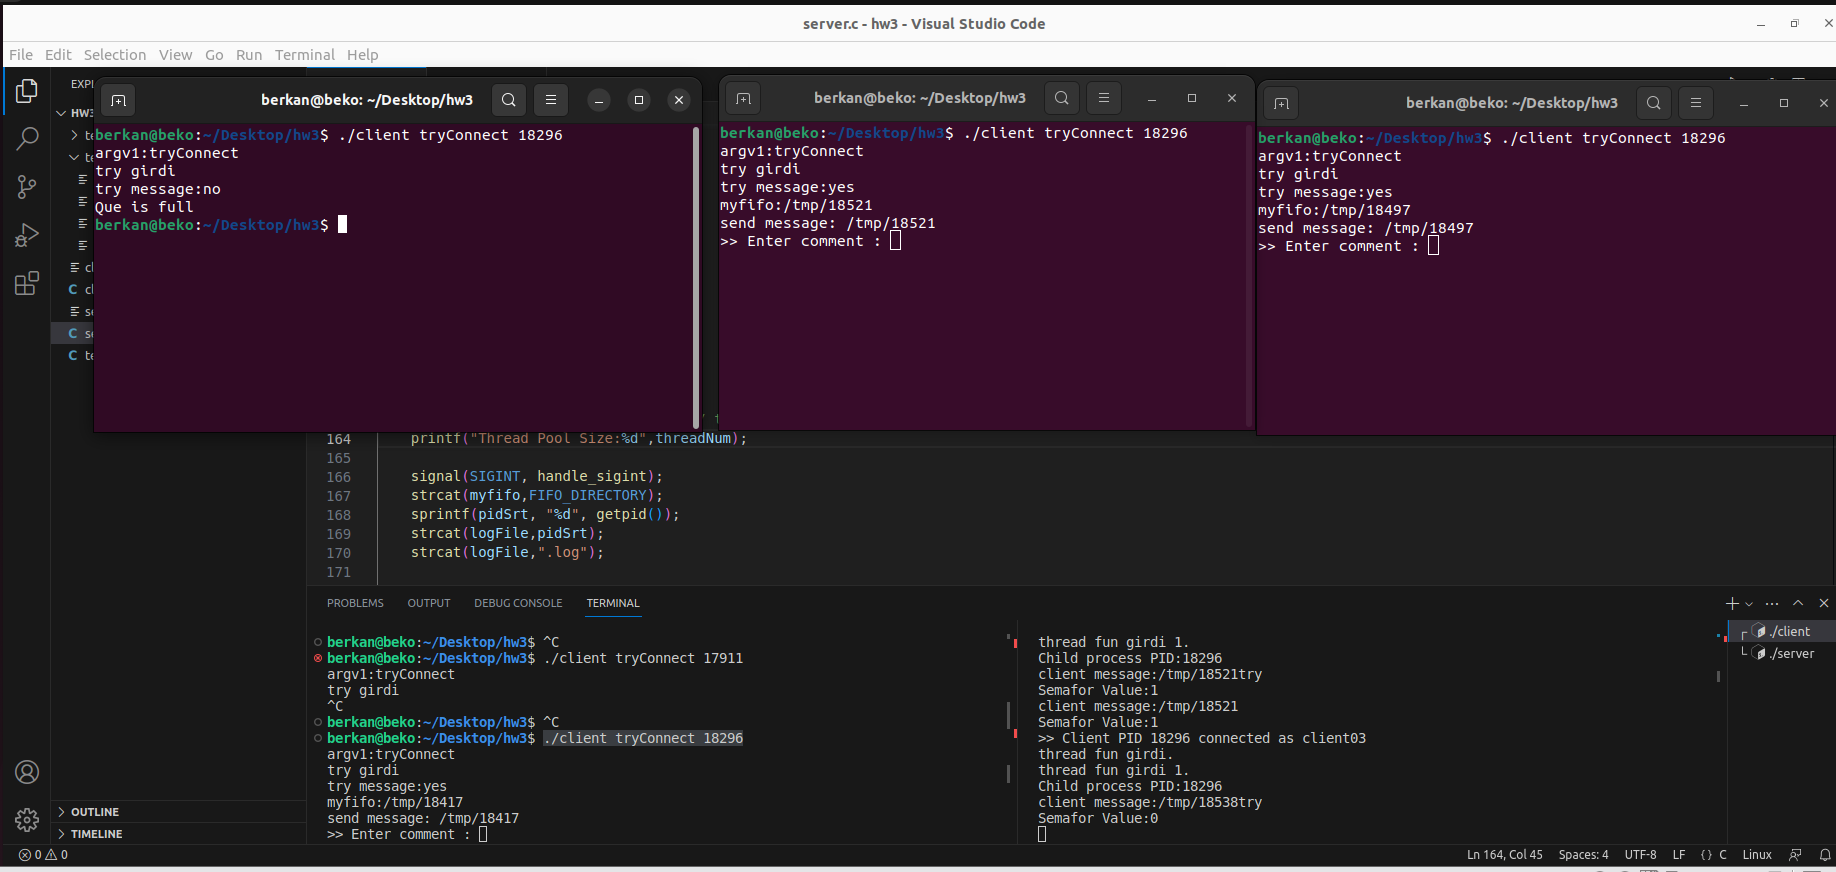 server.c - hw3 - Visual Studio Code
File Edit Selection View Go Run Terminal Help
berkan@beko: ~/Desktop/hw3
berkan@beko:~/Desktop/hw3$ ./client tryConnect 18296
argv1:tryConnect
try girdi
try message:no
Que is full
berkan@beko:~/Desktop/hw3$
berkan@beko: ~/Desktop/hw3
berkan@beko:~/Desktop/hw3$ ./client tryConnect 18296
argv1:tryConnect
try girdi
try message:yes
myfifo:/tmp/18521
send message: /tmp/18521
>> Enter comment :
berkan@beko: ~/Desktop/hw3
berkan@beko:~/Desktop/hw3$ ./client tryConnect 18296
argv1:tryConnect
try girdi
try message:yes
myfifo:/tmp/18497
send message: /tmp/18497
>> Enter comment :
EXPL
HW3
te
te
cl
C cl
se
C se
C te
OUTLINE
TIMELINE
164 printf("Thread Pool Size:%d",threadNum);
165
166 signal(SIGINT, handle_sigint);
167 strcat(myfifo,FIFO_DIRECTORY);
168 sprintf(pidSrt, "%d", getpid());
169 strcat(logFile,pidSrt);
170 strcat(logFile,".log");
171
PROBLEMS OUTPUT DEBUG CONSOLE TERMINAL
berkan@beko:~/Desktop/hw3$ ^C
berkan@beko:~/Desktop/hw3$ ./client tryConnect 17911
argv1:tryConnect
try girdi
^C
berkan@beko:~/Desktop/hw3$ ^C
berkan@beko:~/Desktop/hw3$ ./client tryConnect 18296
argv1:tryConnect
try girdi
try message:yes
myfifo:/tmp/18417
send message: /tmp/18417
>> Enter comment :
thread fun girdi 1.
Child process PID:18296
client message:/tmp/18521try
Semafor Value:1
client message:/tmp/18521
Semafor Value:1
>> Client PID 18296 connected as client03
thread fun girdi.
thread fun girdi 1.
Child process PID:18296
client message:/tmp/18538try
Semafor Value:0
./client
./server
0 0
Ln 164, Col 45 Spaces: 4 UTF-8 LF {} C Linux